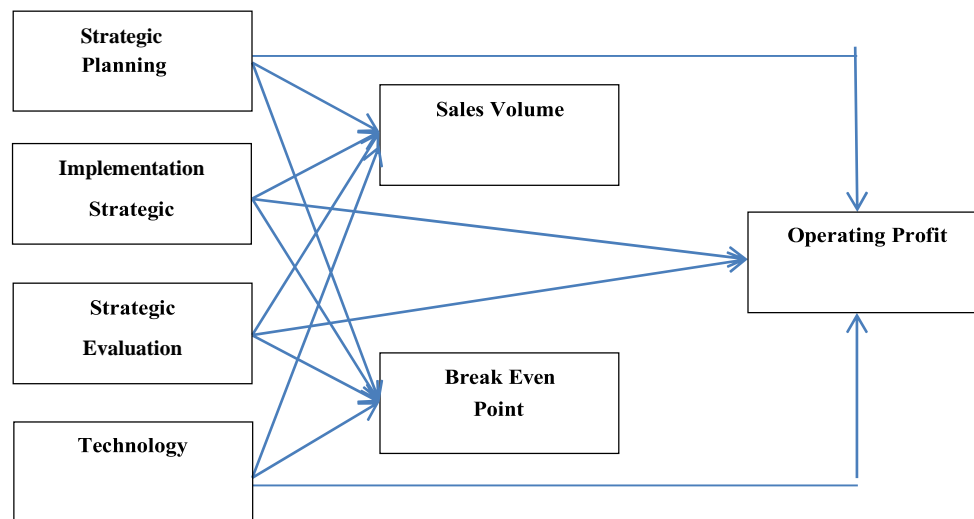 Strategic
Planning
Sales Volume
Implementation
Strategic
Operating Profit
Strategic
Evaluation
Break Even
Point
Technology